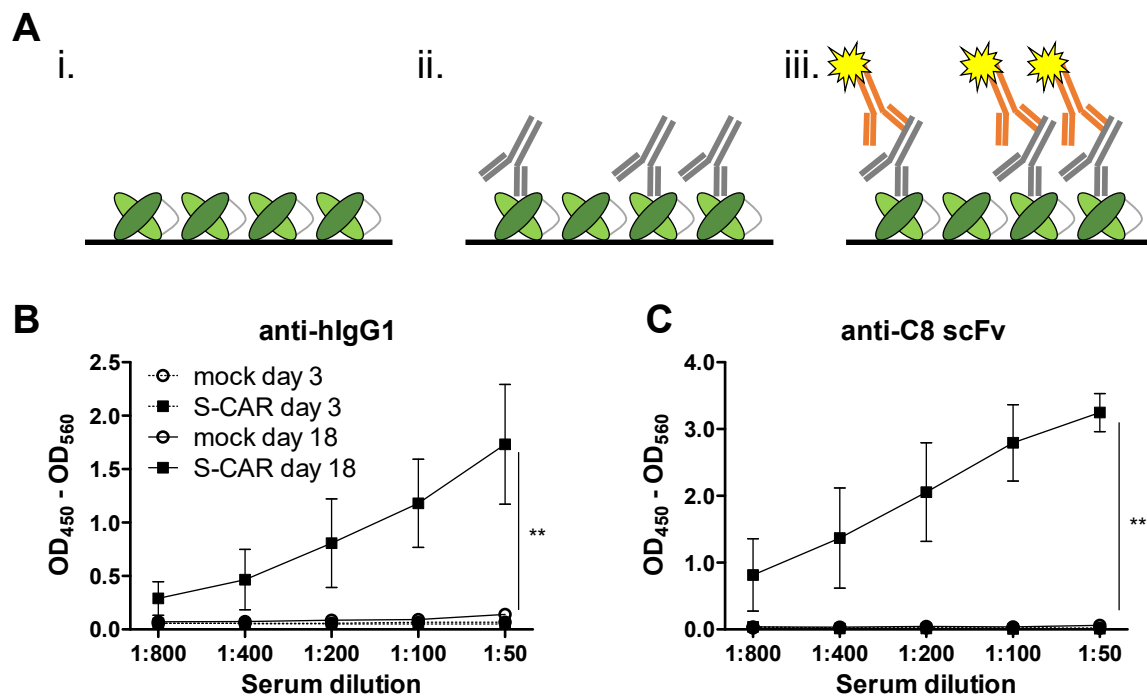 A
i.
ii.
iii.
B
anti-hIgG1
OD450 - OD560
2.5
2.0
1.5
1.0
0.5
0.0
mock day 3
S-CAR day 3
mock day 18
S-CAR day 18
**
1:800
1:400
1:200
1:100
1:50
Serum dilution
C
anti-C8 scFv
OD450 - OD560
4.0
3.0
2.0
1.0
0.0
**
1:800
1:400
1:200
1:100
1:50
Serum dilution